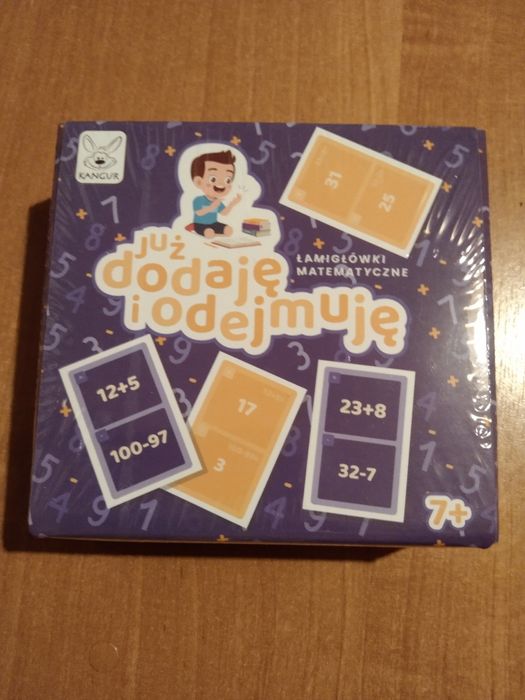 KANGUR
już
dodaję
i odejmuję
ŁAMIGŁÓWKI
MATEMATYCZNE
31
25
12+5
100-97
17
3
23+8
32-7
7+